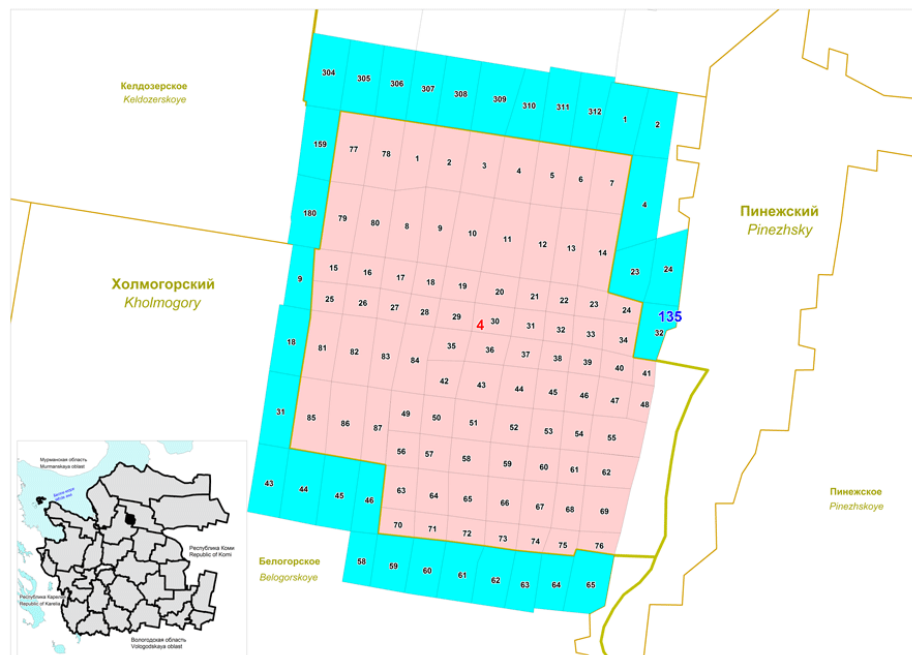 304 305 306 307 308 309 310 311 312 1 2
Келдозерское
Keldozerskoye
159 77 78 1 2 3 4 5 6 7
4
180 79 80 8 9 10 11 12 13 14
Пинежский
Pinezhsky
23 24
Холмогорский
Kholmogory
9 15 16 17 18 19 20 21 22 23 24
25 26 27 28 29 30 31 32 33 34
4
135
32
18 81 82 83 84 35 36 37 38 39 40 41
42 43 44 45 46 47 48
31 85 86 87 49 50 51 52 53 54 55
56 57 58 59 60 61 62
43 44 45 46 63 64 65 66 67 68 69
70 71 72 73 74 75 76
Пинежское
Pinezhskoye
Белогорское
Belogorskoye
58 59 60 61 62 63 64 65
Мурманская область
Murmanskaya oblast
Республика Коми
Republic of Komi
Republic of Karelia
Вологодская область
Vologodskaya oblast